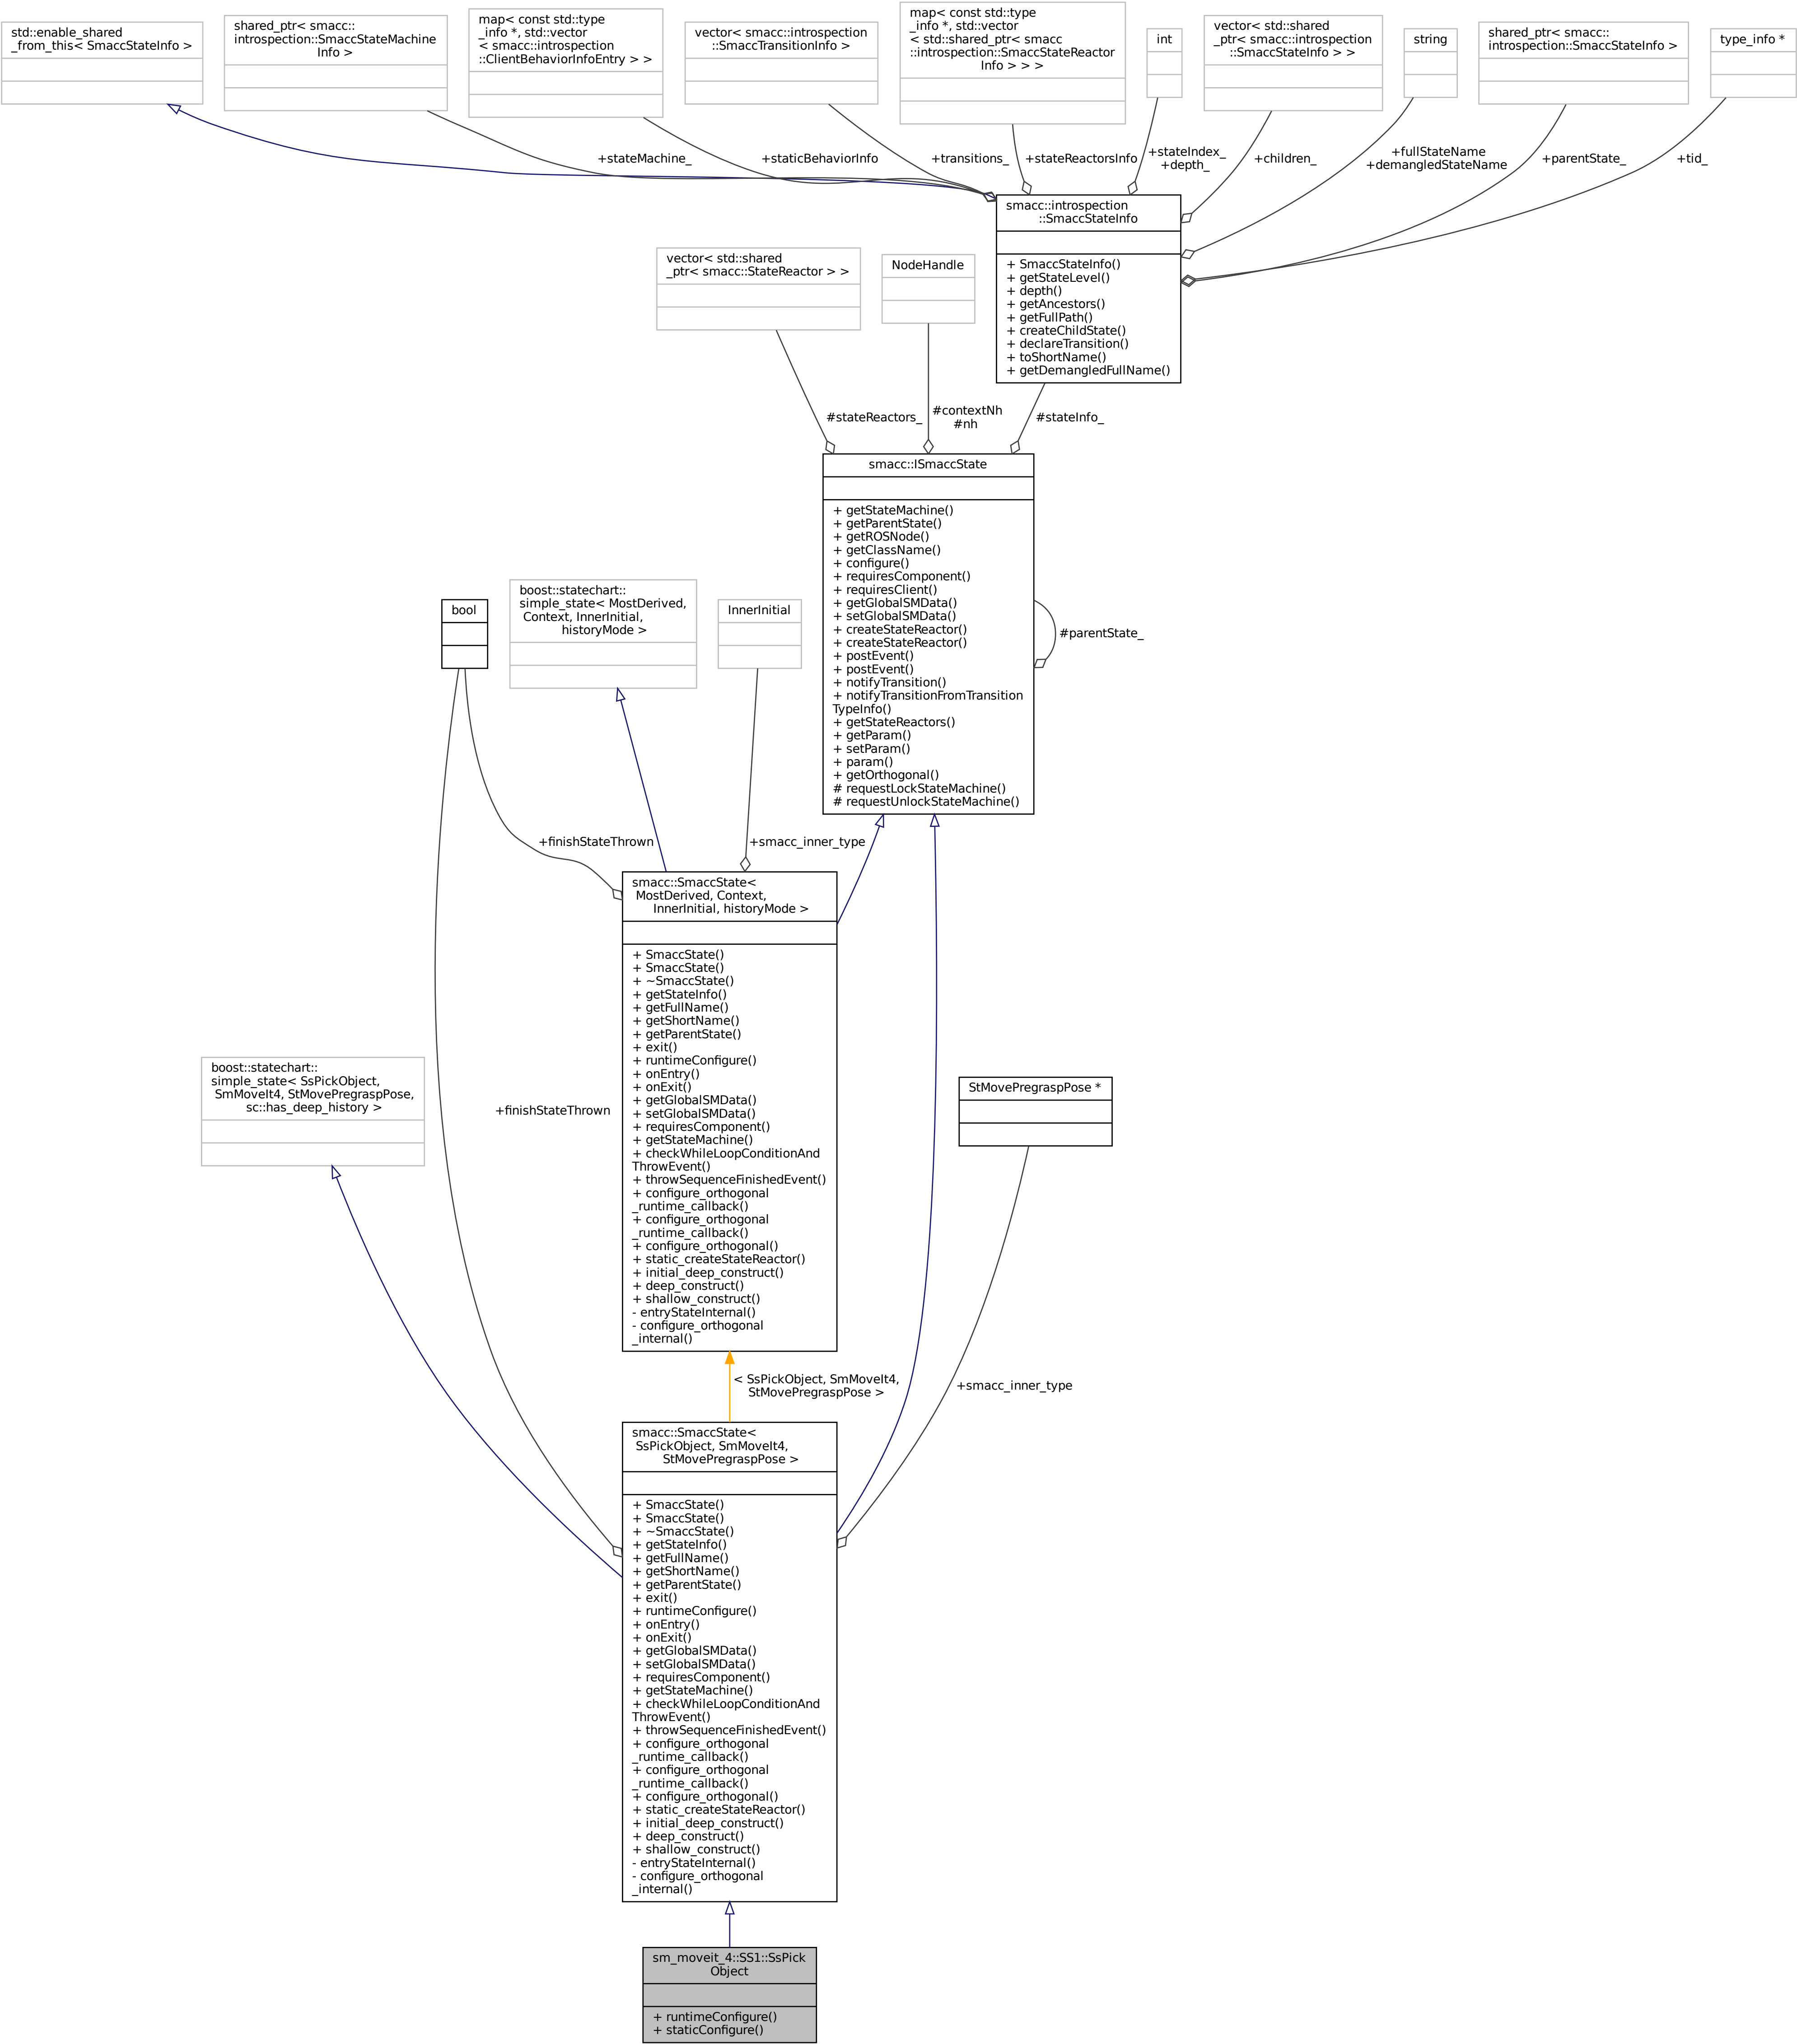 std::enable_shared
_from_this< SmaccStateInfo >
shared_ptr< smacc::
introspection::SmaccStateMachine
Info >
map< const std::type
_info *, std::vector
< smacc::introspection
::ClientBehaviorInfoEntry > >
vector< smacc::introspection
::SmaccTransitionInfo >
map< const std::type
_info *, std::vector
< std::shared_ptr< smacc
::introspection::SmaccStateReactor
Info > > >
int
vector< std::shared
_ptr< smacc::introspection
::SmaccStateInfo > >
string
shared_ptr< smacc::
introspection::SmaccStateInfo >
type_info *
+stateMachine_
+staticBehaviorInfo
+transitions_
+stateReactorsInfo
+stateIndex_
+depth_
+children_
+fullStateName
+demangledStateName
+parentState_
+tid_
smacc::introspection
::SmaccStateInfo
+ SmaccStateInfo()
+ getStateLevel()
+ depth()
+ getAncestors()
+ getFullPath()
+ createChildState()
+ declareTransition()
+ toShortName()
+ getDemangledFullName()
vector< std::shared
_ptr< smacc::StateReactor > >
NodeHandle
#stateReactors_
#contextNh
#nh
#stateInfo_
smacc::ISmaccState
+ getStateMachine()
+ getParentState()
+ getROSNode()
+ getClassName()
+ configure()
+ requiresComponent()
+ requiresClient()
+ getGlobalSMData()
+ setGlobalSMData()
+ createStateReactor()
+ createStateReactor()
+ postEvent()
+ postEvent()
+ notifyTransition()
+ notifyTransitionFromTransition
TypeInfo()
+ getStateReactors()
+ getParam()
+ setParam()
+ param()
+ getOrthogonal()
# requestLockStateMachine()
# requestUnlockStateMachine()
#parentState_
bool
boost::statechart::
simple_state< MostDerived,
Context, InnerInitial,
historyMode >
InnerInitial
+finishStateThrown
+smacc_inner_type
smacc::SmaccState<
MostDerived, Context,
InnerInitial, historyMode >
+ SmaccState()
+ SmaccState()
+ ~SmaccState()
+ getStateInfo()
+ getFullName()
+ getShortName()
+ getParentState()
+ exit()
+ runtimeConfigure()
+ onEntry()
+ onExit()
+ getGlobalSMData()
+ setGlobalSMData()
+ requiresComponent()
+ getStateMachine()
+ checkWhileLoopConditionAnd
ThrowEvent()
+ throwSequenceFinishedEvent()
+ configure_orthogonal
_runtime_callback()
+ configure_orthogonal
_runtime_callback()
+ configure_orthogonal()
+ static_createStateReactor()
+ initial_deep_construct()
+ deep_construct()
+ shallow_construct()
- entryStateInternal()
- configure_orthogonal
_internal()
boost::statechart::
simple_state< SsPickObject,
SmMoveIt4, StMovePregraspPose,
sc::has_deep_history >
+finishStateThrown
StMovePregraspPose *
< SsPickObject, SmMoveIt4,
StMovePregraspPose >
+smacc_inner_type
smacc::SmaccState<
SsPickObject, SmMoveIt4,
StMovePregraspPose >
+ SmaccState()
+ SmaccState()
+ ~SmaccState()
+ getStateInfo()
+ getFullName()
+ getShortName()
+ getParentState()
+ exit()
+ runtimeConfigure()
+ onEntry()
+ onExit()
+ getGlobalSMData()
+ setGlobalSMData()
+ requiresComponent()
+ getStateMachine()
+ checkWhileLoopConditionAnd
ThrowEvent()
+ throwSequenceFinishedEvent()
+ configure_orthogonal
_runtime_callback()
+ configure_orthogonal
_runtime_callback()
+ configure_orthogonal()
+ static_createStateReactor()
+ initial_deep_construct()
+ deep_construct()
+ shallow_construct()
- entryStateInternal()
- configure_orthogonal
_internal()
sm_moveit_4::SS1::SsPick
Object
+ runtimeConfigure()
+ staticConfigure()